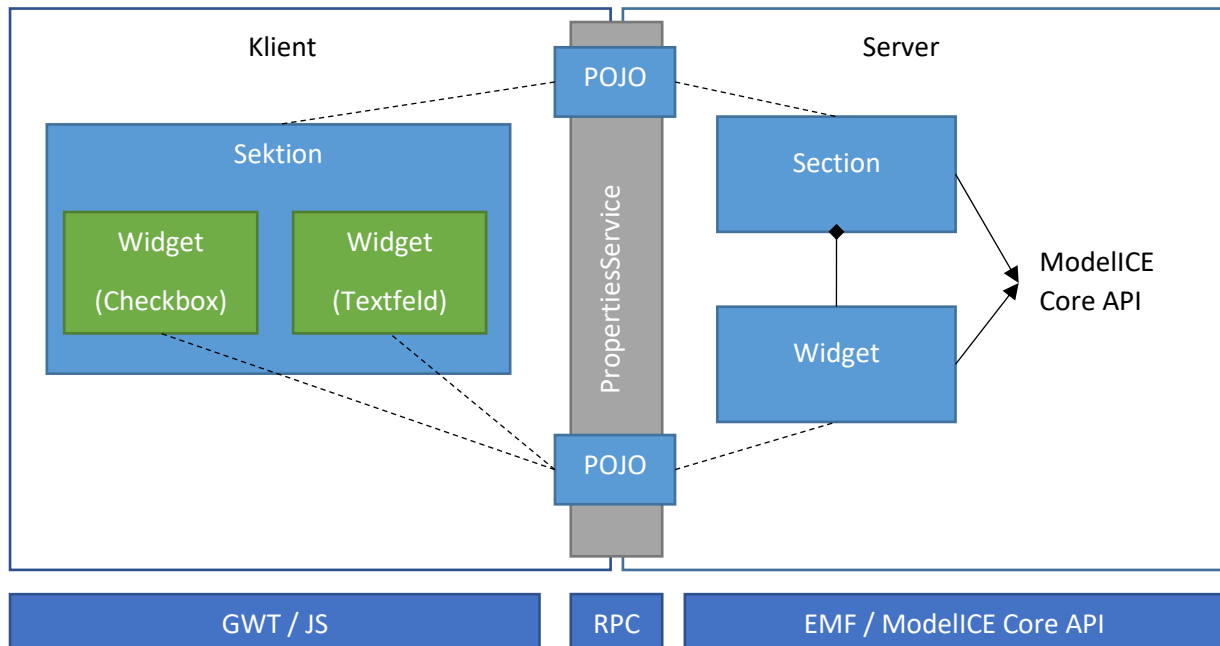 Klient
Server
POJO
Sektion
Widget
(Checkbox)
Widget
(Textfeld)
PropertiesService
Section
Widget
ModelICE
Core API
POJO
GWT / JS
RPC
EMF / ModelICE Core API